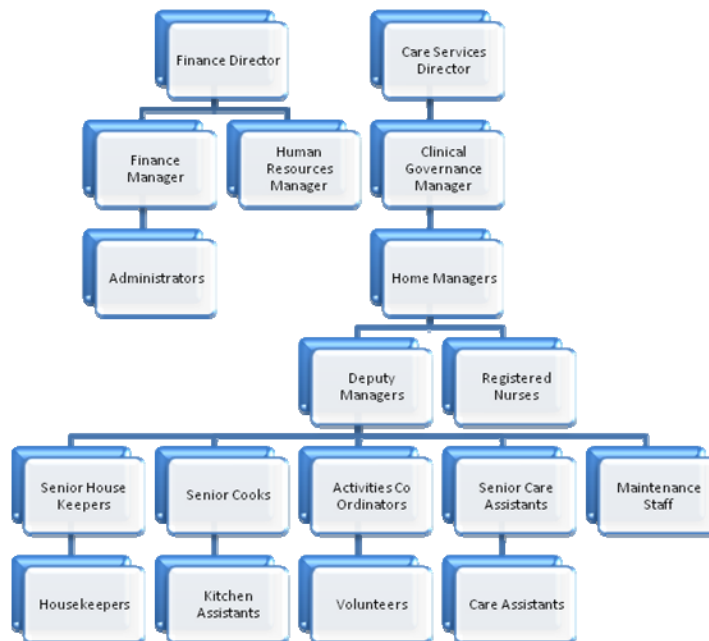 Finance Director
Care Services
Director
Finance
Manager
Human
Resources
Manager
Clinical
Governance
Manager
Administrators
Home Managers
Deputy
Managers
Registered
Nurses
Senior House
Keepers
Senior Cooks
Activities Co
Ordinators
Senior Care
Assistants
Maintenance
Staff
Housekeepers
Kitchen
Assistants
Volunteers
Care Assistants